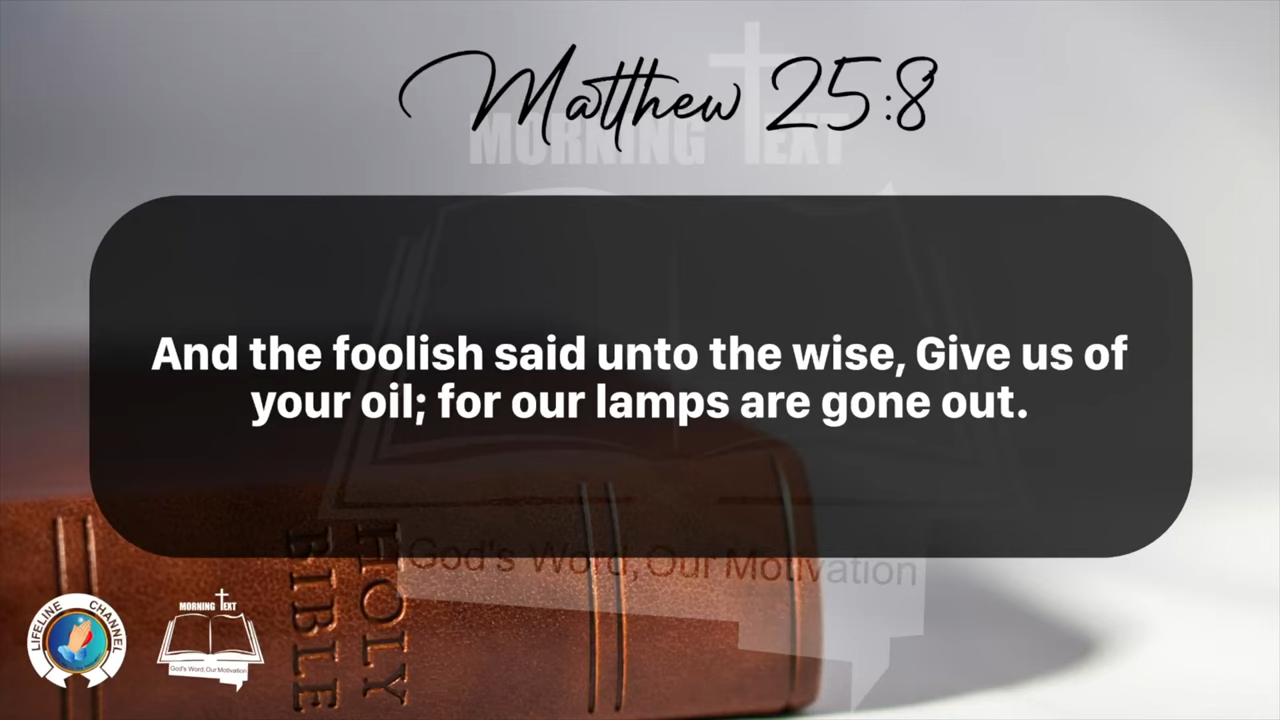 Matthew 25:8
MORNING TEXT
And the foolish said unto the wise, Give us of
your oil; for our lamps are gone out.
God's Word, Our Motivation
HOLY
BIBLE
LIFELINE CHANNEL
MORNING TEXT
God's Word, Our Motivation